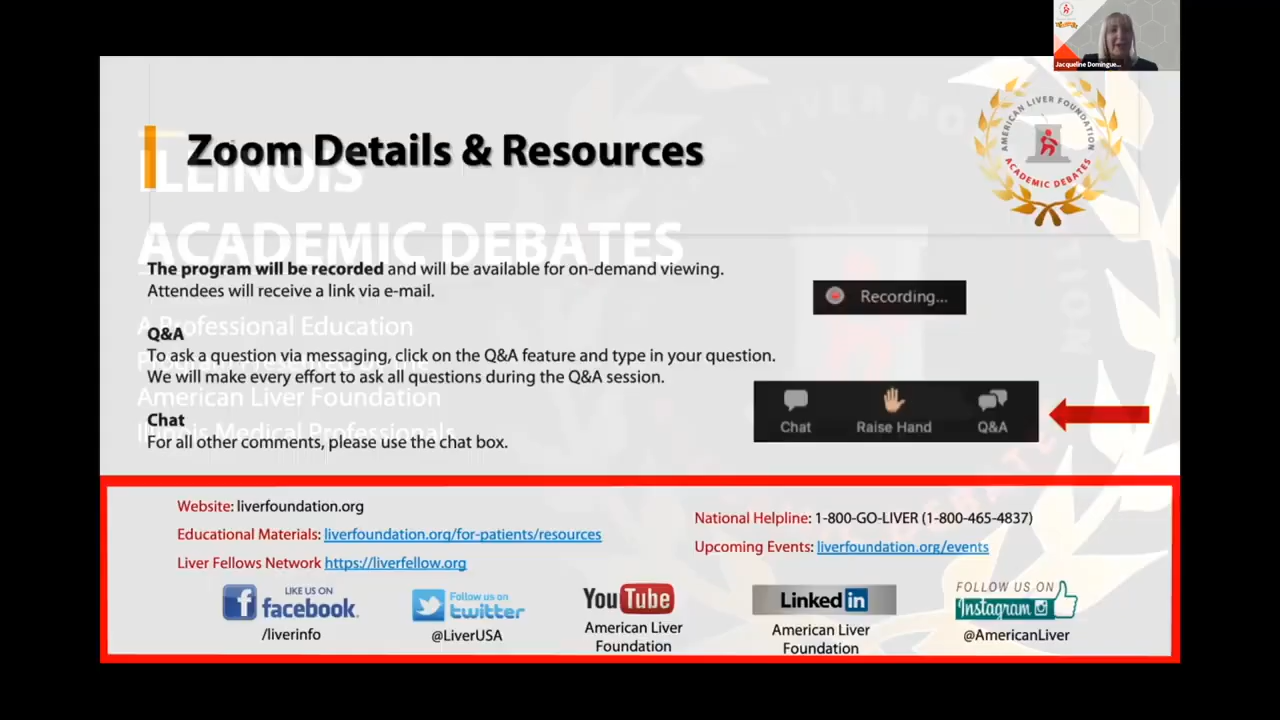 Jacqueline Domingue...
AMERICAN LIVER FOUNDATION
ACADEMIC DEBATES
Zoom Details & Resources
ILLINOIS
ACADEMIC DEBATES
The program will be recorded and will be available for on-demand viewing.
Attendees will receive a link via e-mail.
Recording...
A Professional Education
Q&A
To ask a question via messaging, click on the Q&A feature and type in your question.
Program Presented by the
We will make every effort to ask all questions during the Q&A session.
American Liver Foundation
Chat
Raise Hand
Q&A
Chat
Illinois Medical Professionals
For all other comments, please use the chat box.
Website: liverfoundation.org
Educational Materials: liverfoundation.org/for-patients/resources
Liver Fellows Network https://liverfellow.org
National Helpline: 1-800-GO-LIVER (1-800-465-4837)
Upcoming Events: liverfoundation.org/events
LIKE US ON
facebook.
/liverinfo
Follow us on
twitter
@LiverUSA
YouTube
American Liver
Foundation
Linked in
American Liver
Foundation
FOLLOW US ON
Instagram
@AmericanLiver